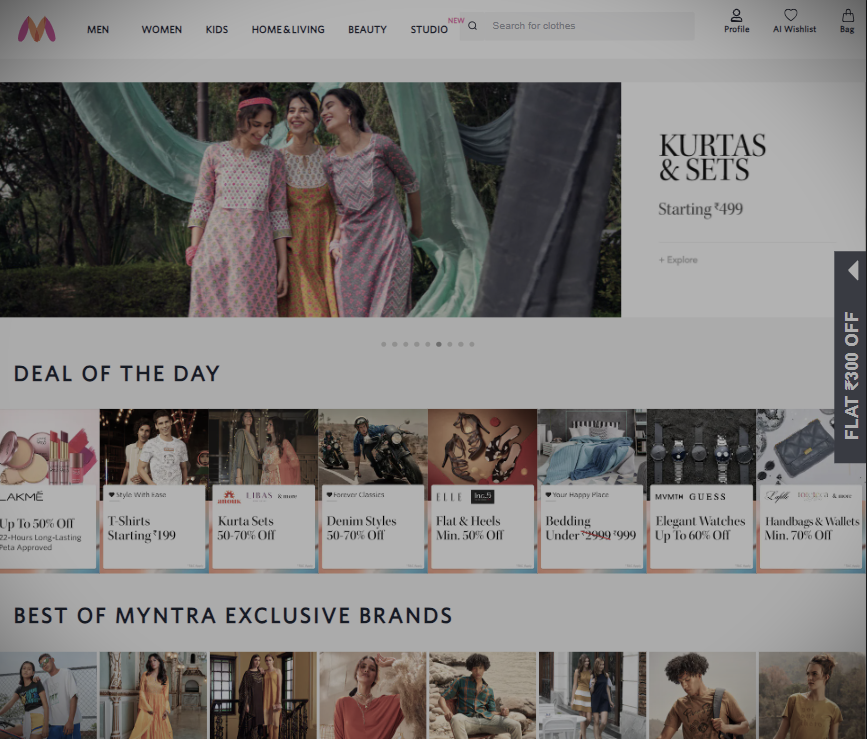 MEN
WOMEN
KIDS
HOME & LIVING
BEAUTY
STUDIO
NEW
Search for clothes
Profile
AI Wishlist
Bag
KURTAS
& SETS
Starting ₹499
+ Explore
FLAT ₹300 OFF
DEAL OF THE DAY
LAKMĒ
Up To 50% Off
22-Hours Long-Lasting
Peta Approved
Style With Ease
T-Shirts
Starting ₹199
LIBAS & more
Kurta Sets
50-70% Off
Forever Classics
Denim Styles
50-70% Off
ELLE Inc.5
Flat & Heels
Min. 50% Off
Your Happy Place
Bedding
Under ₹2999 ₹999
MVMTH GUESS
Elegant Watches
Up To 60% Off
& more
Handbags & Wallets
Min. 70% Off
BEST OF MYNTRA EXCLUSIVE BRANDS